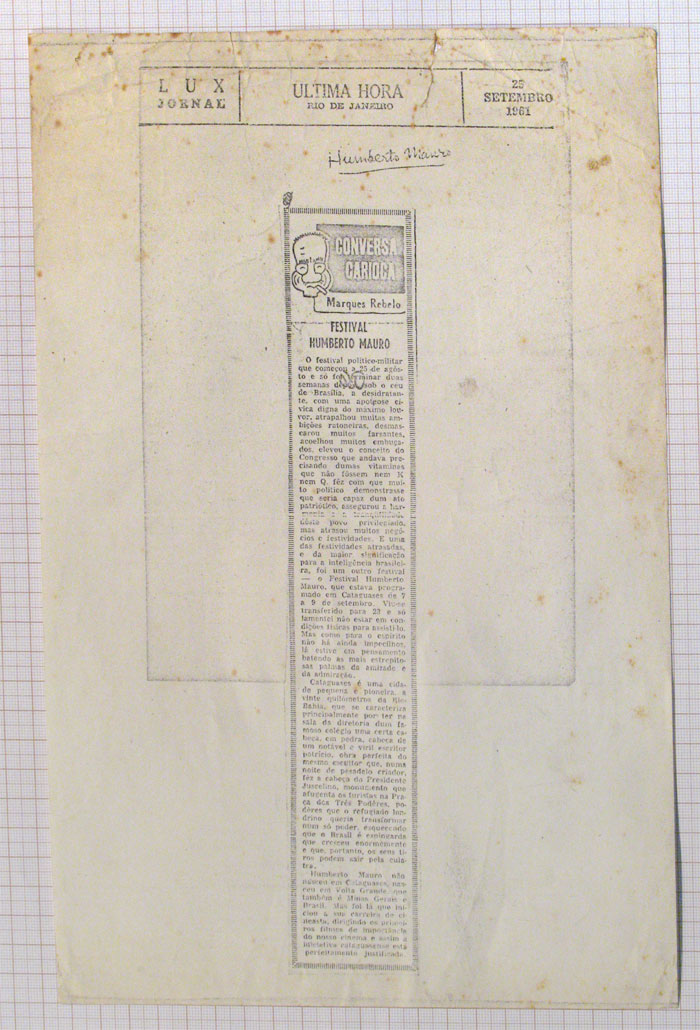 LUX
JORNAL
ULTIMA HORA
RIO DE JANEIRO
25
SETEMBRO
1961
Humberto Mauro
CONVERSA
CARIOCA
Marques Rebelo
FESTIVAL
HUMBERTO MAURO
O festival político-militar
que começou a 25 de agôs-
to e só foi terminar duas
semanas sob o céu
de Brasília, a desidratan-
te, com uma apoteose cí-
vica digna do máximo lou-
vor, atrapalhou muitas am-
bições ratoneiras, desmas-
carou muitos farsantes,
acoelhou muitos embuça-
dos, elevou o conceito do
Congresso que andava pre-
cisando dumas vitaminas
que não fôssem nem K
nem Q, fêz com que mui-
to político demonstrasse
que seria capaz dum ato
patriótico, assegurou a har-
monia e a tranquilidade
dêste povo privilegiado,
mas atrasou muitos negó-
cios e festividades. E uma
das festividades atrasadas,
e da maior significação
para a inteligência brasilei-
ra, foi um outro festival
— o Festival Humberto
Mauro, que estava progra-
mado em Cataguazes de 7
a 9 de setembro. Viu-se
transferido para 23 e só
lamentei não estar em con-
dições físicas para assisti-lo.
Mas como para o espírito
não há ainda impecilhos,
lá estive em pensamento
batendo as mais estrepito-
sas palmas da amizade e
da admiração.
Cataguases é uma cida-
de pequena e pioneira, a
vinte quilômetros da Rio-
Bahia, que se caracteriza
principalmente por ter na
sala da diretoria dum fa-
moso colégio uma certa ca-
beça, em pedra, cabeça de
um notável e viril escritor
patrício, obra perfeita do
mesmo escultor que, numa
noite de pesadelo criador,
fêz a cabeça do Presidente
Juscelino, monumento que
afugenta os turistas na Pra-
ça dos Três Podêres, po-
dêres que o refugiado lon-
drino queria transformar
num só poder, esquecendo
que o Brasil é espingarda
que cresceu enormemente
e que, portanto, os seus ti-
ros podem sair pela cula-
tra.
Humberto Mauro não
nasceu em Cataguases, nas-
ceu em Volta Grande, que
também é Minas Gerais e
Brasil. Mas foi lá que ini-
ciou a sua carreira de ci-
neasta, dirigindo os primei-
ros filmes de importância
do nosso cinema e assim a
iniciativa cataguasense está
perfeitamente justificada.